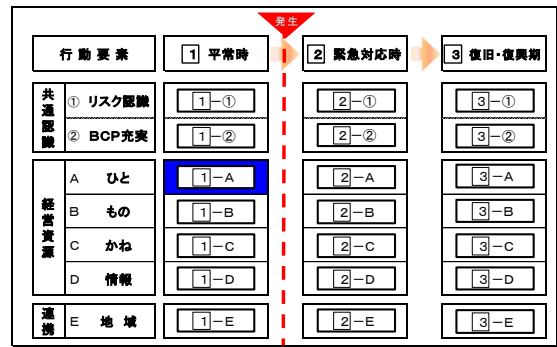 発生
行動要素 1 平常時 2 緊急対応時 3 復旧・復興期
共通認識
① リスク認識 1－① 2－① 3－①
② BCP充実 1－② 2－② 3－②
経営資源
A ひと 1－A 2－A 3－A
B もの 1－B 2－B 3－B
C かね 1－C 2－C 3－C
D 情報 1－D 2－D 3－D
連携
E 地域 1－E 2－E 3－E